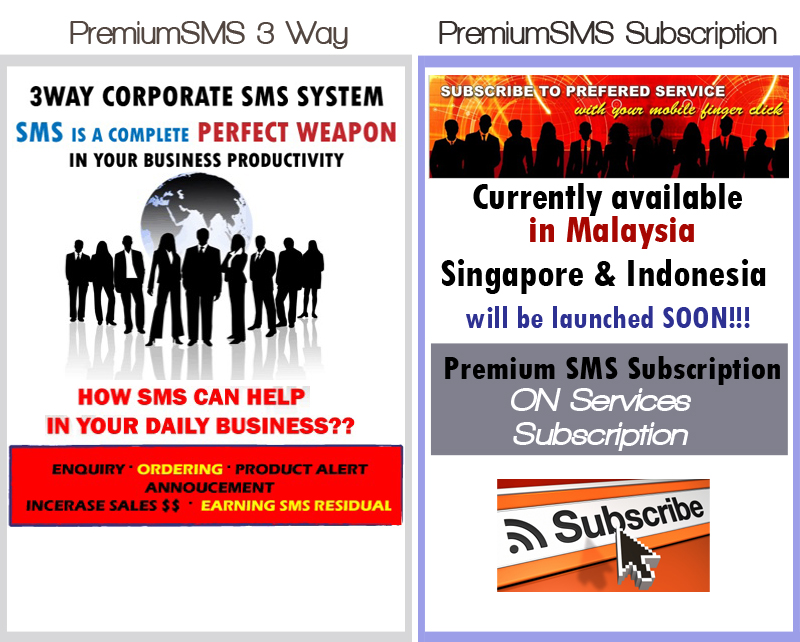 PremiumSMS 3 Way
3WAY CORPORATE SMS SYSTEM
SMS IS A COMPLETE PERFECT WEAPON
IN YOUR BUSINESS PRODUCTIVITY
HOW SMS CAN HELP
IN YOUR DAILY BUSINESS??
ENQUIRY · ORDERING · PRODUCT ALERT
ANNOUCEMENT
INCERASE SALES $$ · EARNING SMS RESIDUAL
PremiumSMS Subscription
SUBSCRIBE TO PREFERED SERVICE
with your mobile finger click
Currently available
in Malaysia
Singapore & Indonesia
will be launched SOON!!!
Premium SMS Subscription
ON Services
Subscription
Subscribe